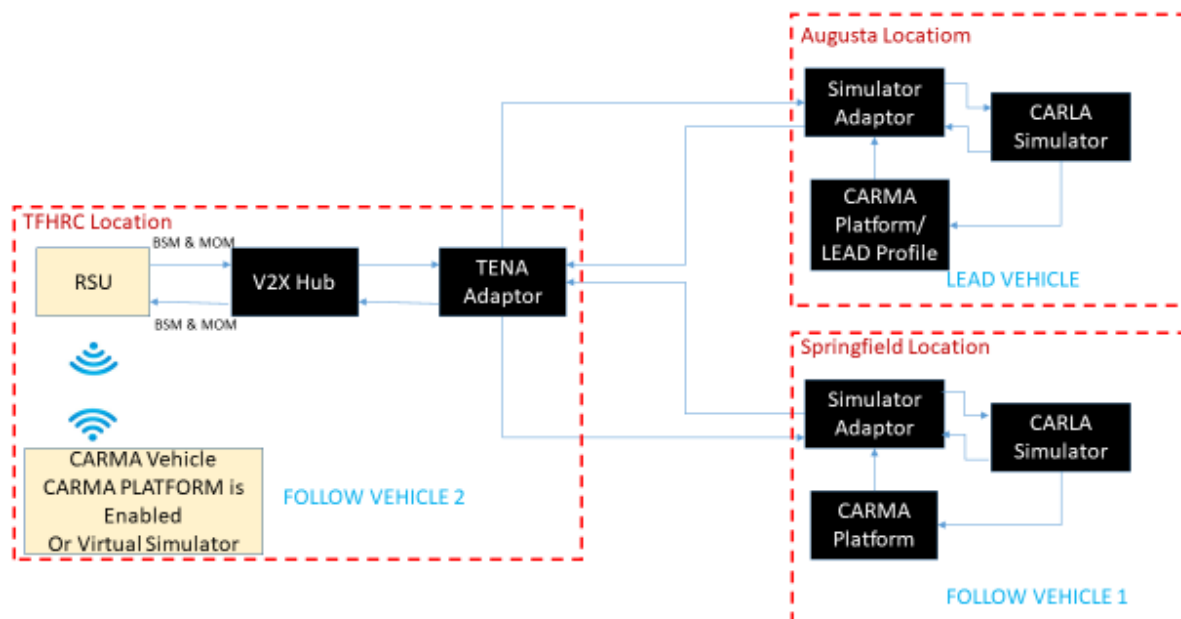 TFHRC Location
BSM & MOM
RSU
V2X Hub
TENA
Adaptor
BSM & MOM
CARMA Vehicle
CARMA PLATFORM is
Enabled
Or Virtual Simulator
FOLLOW VEHICLE 2
Augusta Locatiom
Simulator
Adaptor
CARLA
Simulator
CARMA
Platform/
LEAD Profile
LEAD VEHICLE
Springfield Location
Simulator
Adaptor
CARLA
Simulator
CARMA
Platform
FOLLOW VEHICLE 1